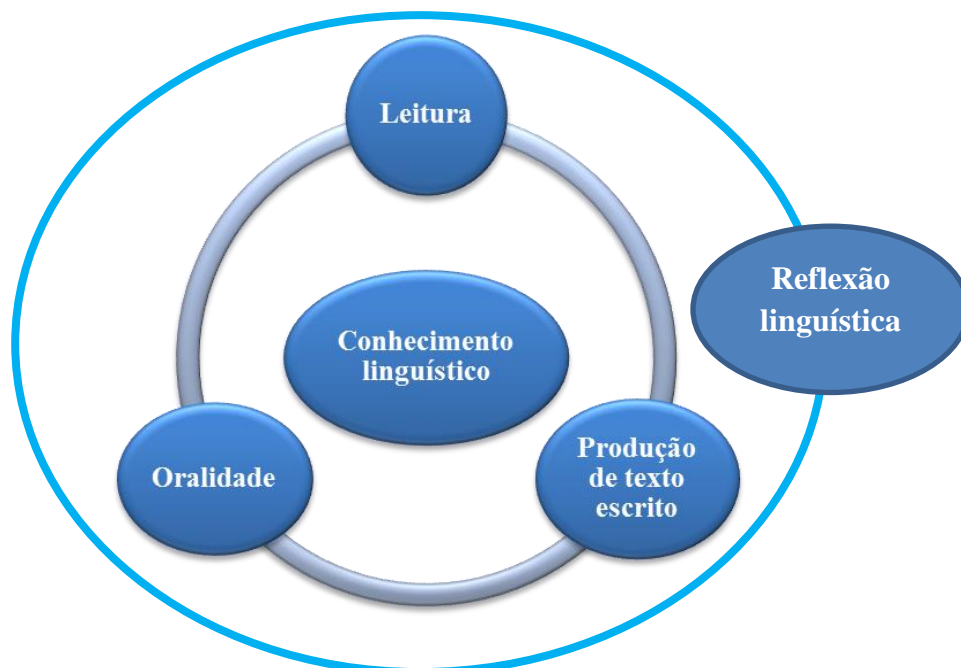 Leitura
Reflexão
linguística
Conhecimento
linguístico
Oralidade
Produção
de texto
escrito